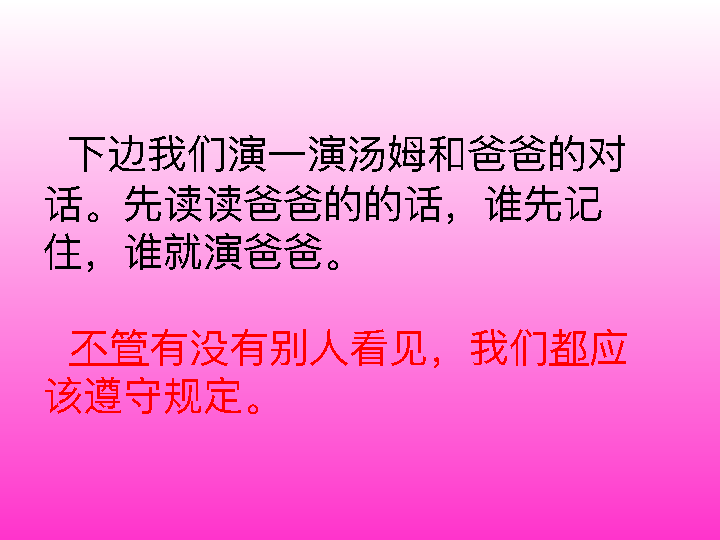 下边我们演一演汤姆和爸爸的对
话。先读读爸爸的的话，谁先记
住，谁就演爸爸。
不管有没有别人看见，我们都应
该遵守规定。